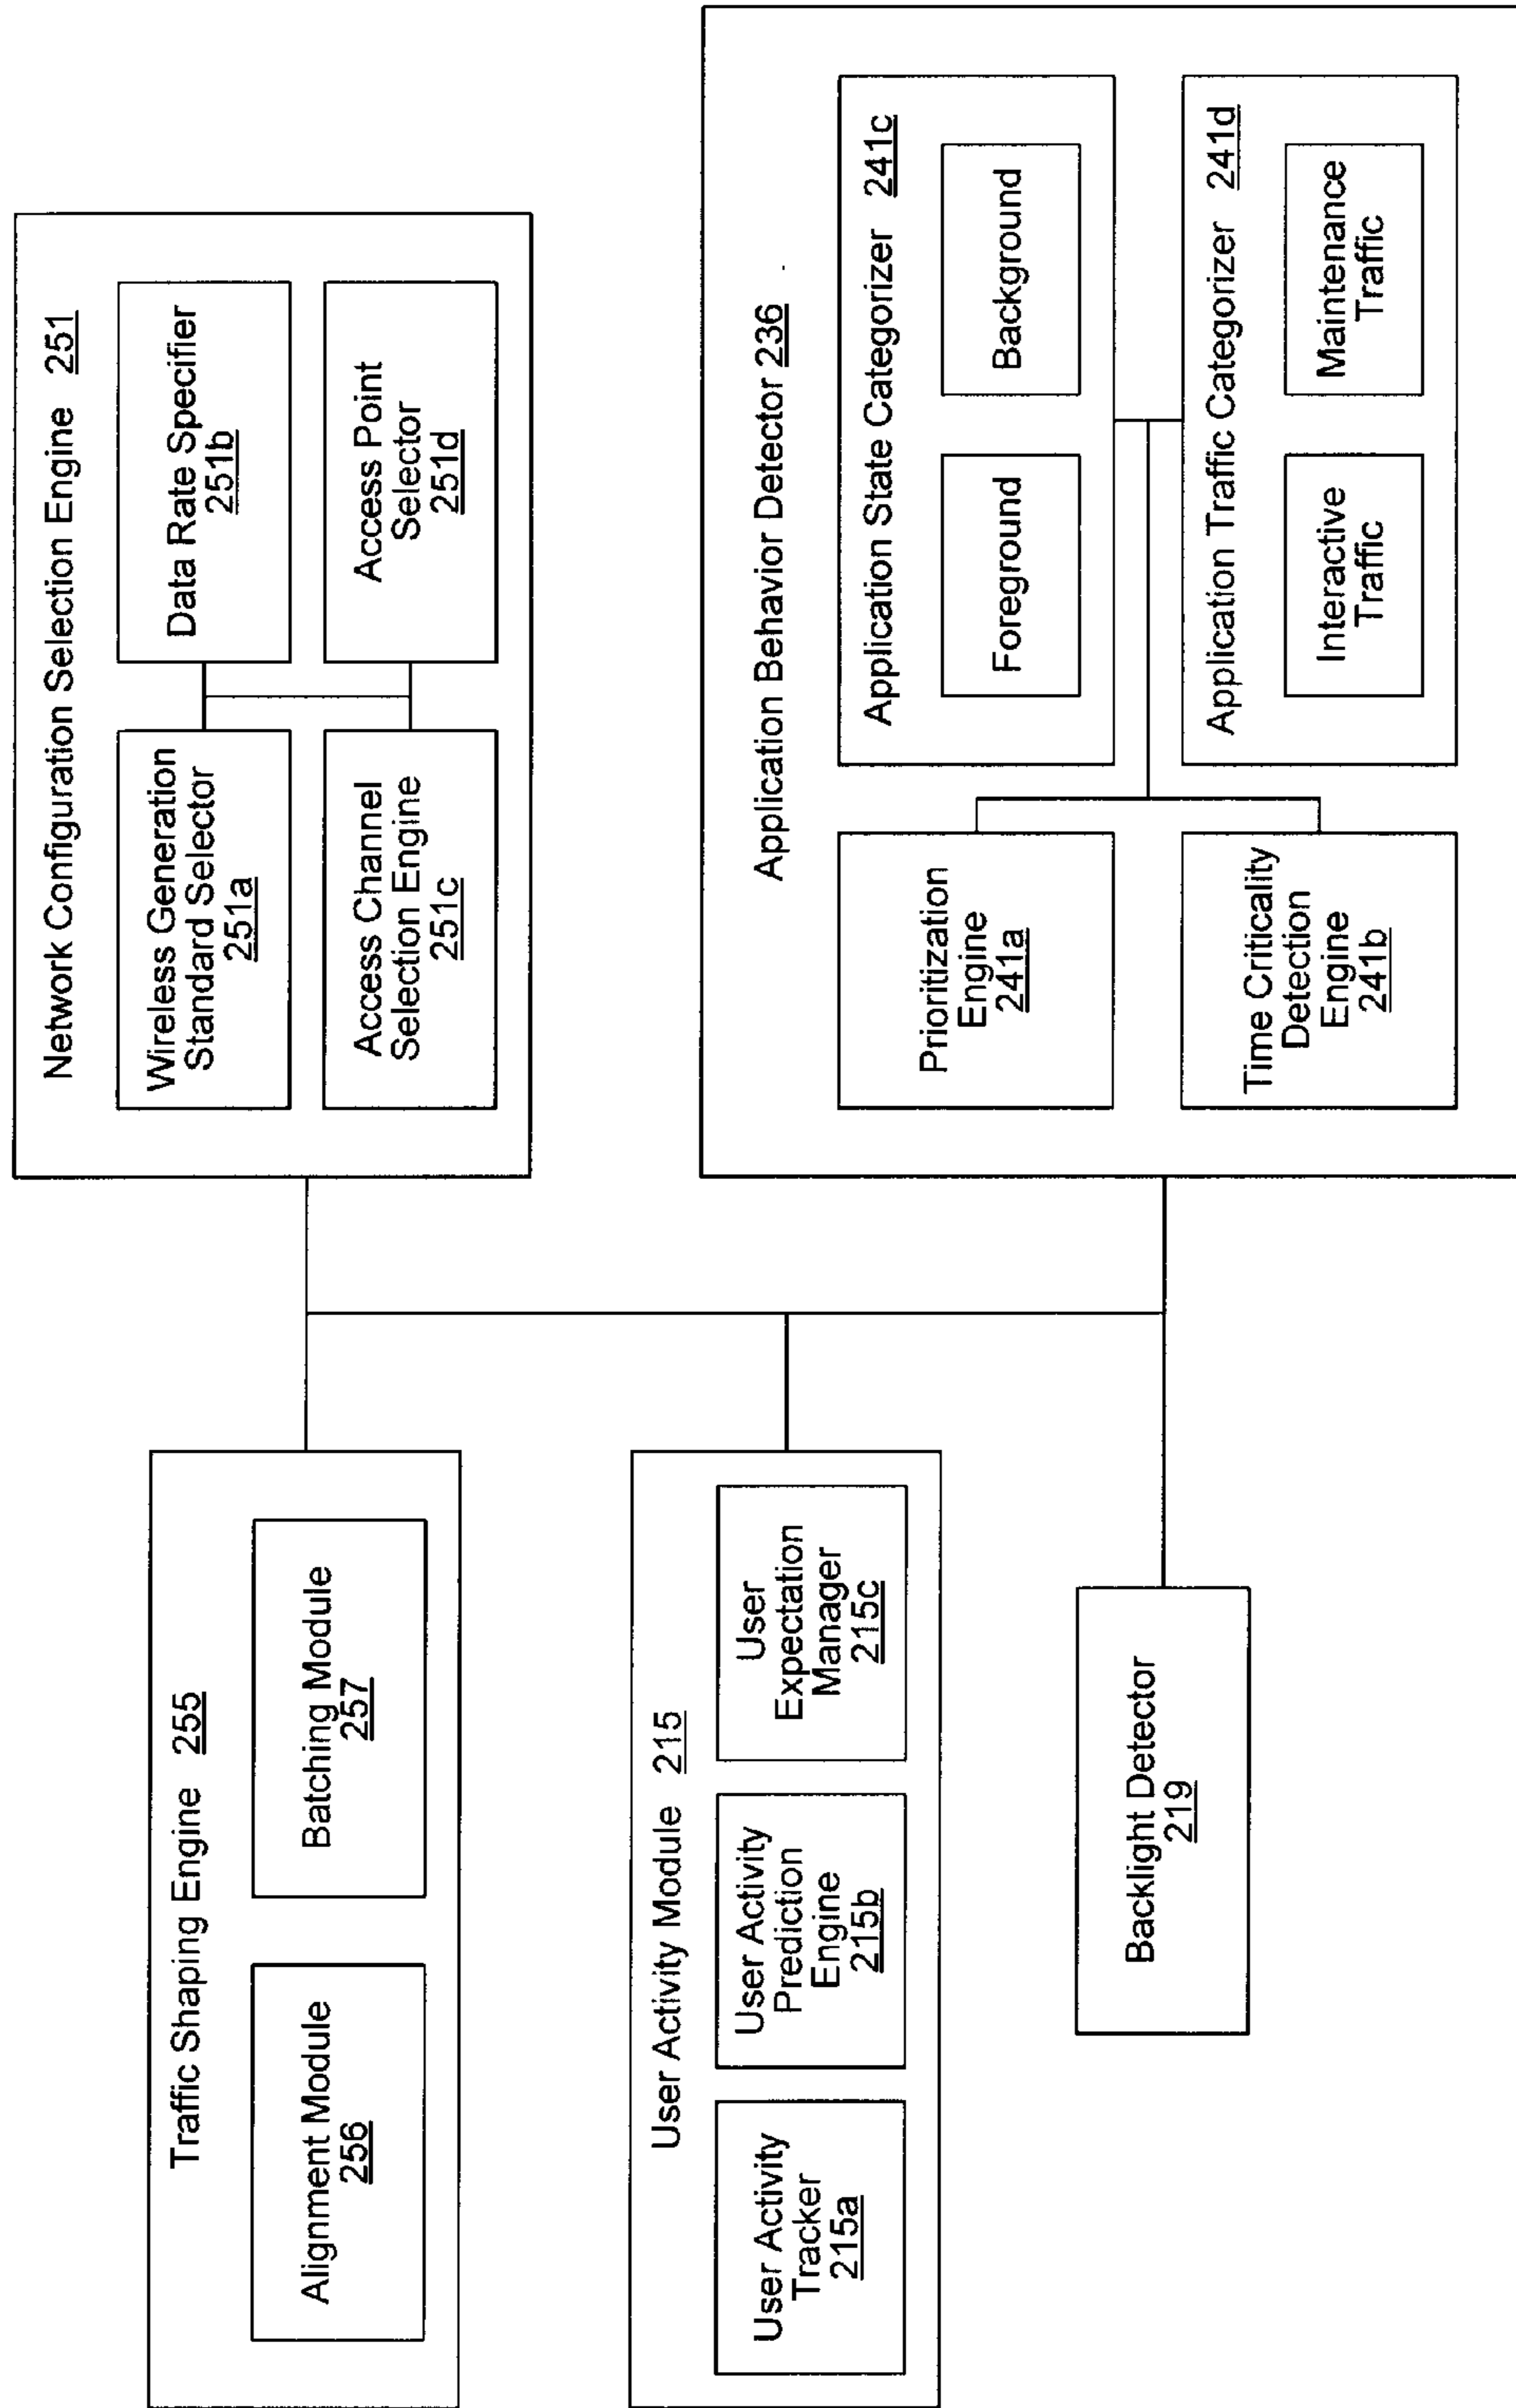 Traffic Shaping Engine 255
Alignment Module
256
Batching Module
257
User Activity Module 215
User Activity
Tracker
215a
User Activity
Prediction
Engine
215b
User
Expectation
Manager
215c
Backlight Detector
219
Network Configuration Selection Engine 251
Wireless Generation
Standard Selector
251a
Data Rate Specifier
251b
Access Channel
Selection Engine
251c
Access Point
Selector
251d
Application Behavior Detector 236
Prioritization
Engine
241a
Time Criticality
Detection
Engine
241b
Application State Categorizer 241c
Foreground
Background
Application Traffic Categorizer 241d
Interactive
Traffic
Maintenance
Traffic